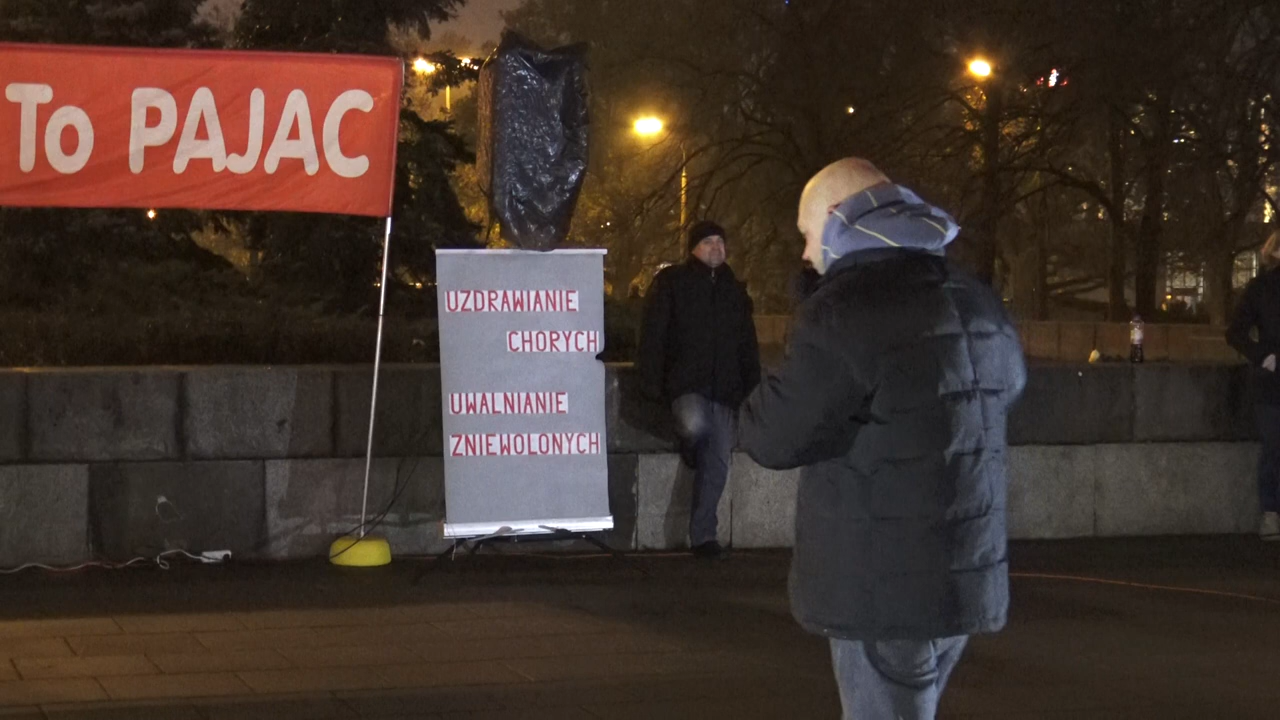 To PAJAC
UZDRAWIANIE
CHORYCH
UWALNIANIE
ZNIEWOLONYCH